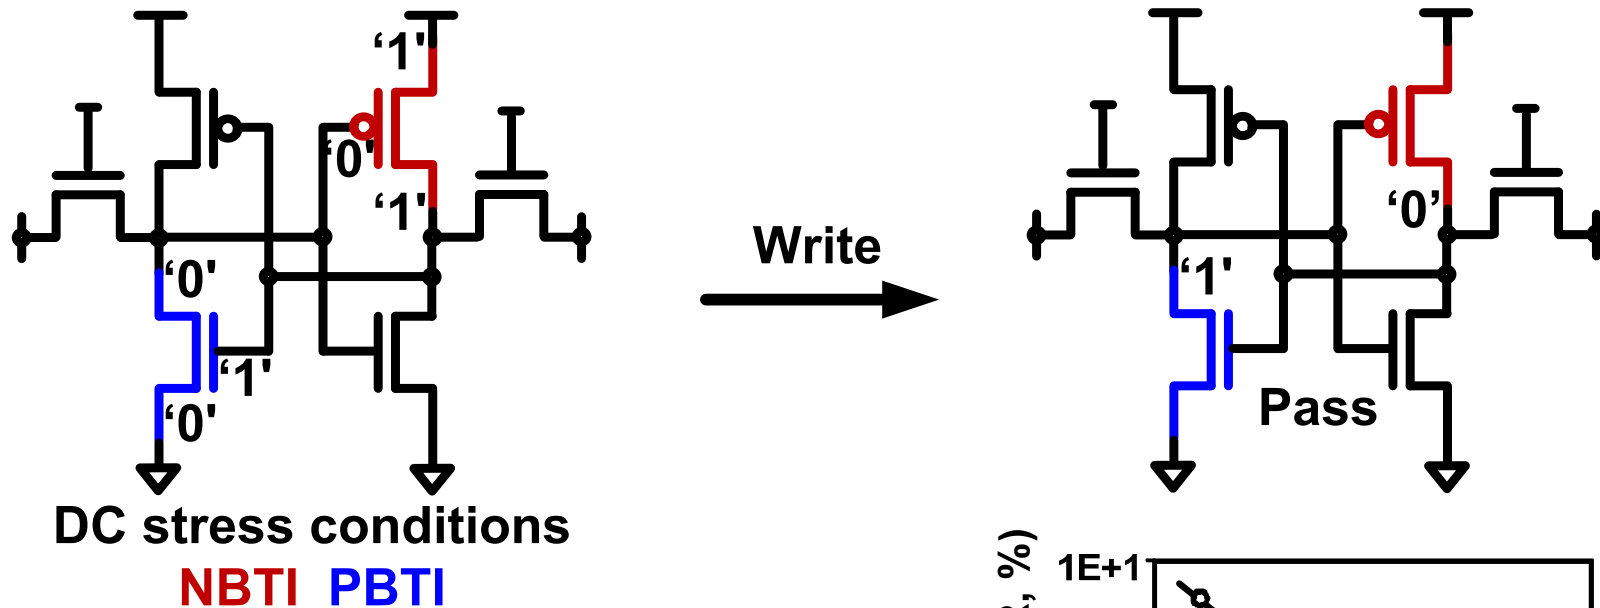 ‘1'
‘0'
‘1'
‘0'
‘1'
‘0'
DC stress conditions
NBTI PBTI
Write
‘0’
‘1'
Pass
%)
1E+1